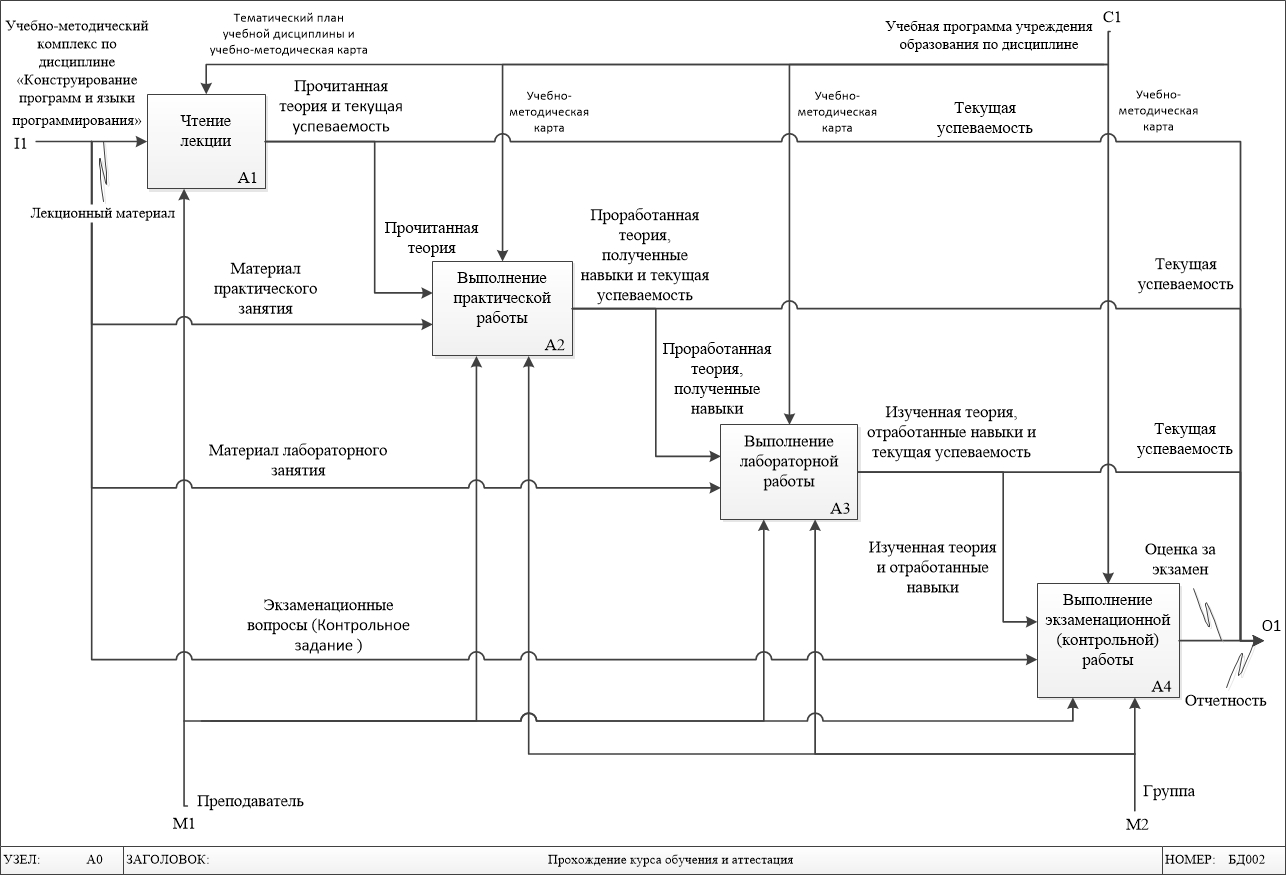 Учебно-методический
комплекс по
дисциплине
«Конструирование
программ и языки
программирования»
I1
Лекционный материал
Тематический план
учебной дисциплины и
учебно-методическая карта
Учебная программа учреждения
образования по дисциплине
C1
Чтение
лекции
A1
Прочитанная
теория и текущая
успеваемость
Учебно-
методическая
карта
Учебно-
методическая
карта
Текущая
успеваемость
Учебно-
методическая
карта
Прочитанная
теория
Материал
практического
занятия
Выполнение
практической
работы
A2
Проработанная
теория,
полученные
навыки и текущая
успеваемость
Текущая
успеваемость
Проработанная
теория,
полученные
навыки
Материал лабораторного
занятия
Выполнение
лабораторной
работы
A3
Изученная теория,
отработанные навыки и
текущая успеваемость
Текущая
успеваемость
Изученная теория
и отработанные
навыки
Оценка за
экзамен
Экзаменационные
вопросы (Контрольное
задание )
Выполнение
экзаменационной
(контрольной)
работы
A4
O1
Отчетность
Преподаватель
M1
Группа
M2
УЗЕЛ: A0 ЗАГОЛОВОК: Прохождение курса обучения и аттестация НОМЕР: БД002